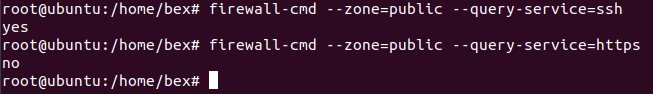 root@ubuntu:/home/bex# firewall-cmd --zone=public --query-service=ssh
yes
root@ubuntu:/home/bex# firewall-cmd --zone=public --query-service=https
no
root@ubuntu:/home/bex#